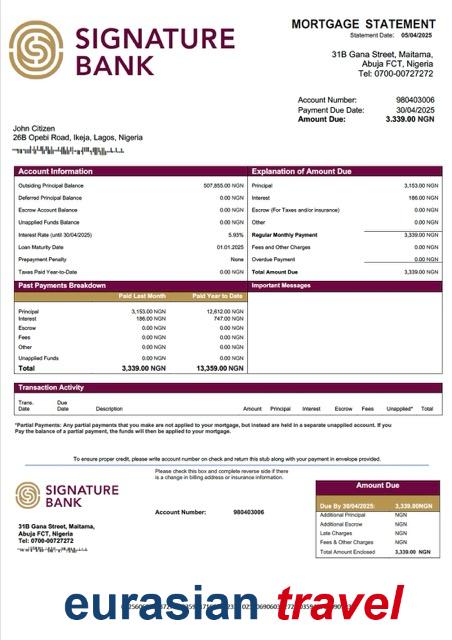 SIGNATURE
BANK
MORTGAGE STATEMENT
Statement Date: 05/04/2025
31B Gana Street, Maitama,
Abuja FCT, Nigeria
Tel: 0700-00727272
Account Number: 980403006
Payment Due Date: 30/04/2025
Amount Due: 3.339.00 NGN
John Citizen
26B Opebi Road, Ikeja, Lagos, Nigeria
Account Information
Outsiding Principal Balance 507,855.00 NGN
Deferred Principal Balance 0.00 NGN
Escrow Account Balance 0.00 NGN
Unapplied Funds Balance 0.00 NGN
Interest Rate (until 30/04/2025) 5.93%
Loan Maturity Date 01.01.2025
Prepayment Penalty None
Taxes Paid Year-to-Date 0.00 NGN
Explanation of Amount Due
Principal 3,153.00 NGN
Interest 186.00 NGN
Escrow (For Taxes and/or insurance) 0.00 NGN
Other 0.00 NGN
Regular Monthly Payment 3,339.00 NGN
Fees and Other Charges 0.00 NGN
Overdue Payment 0.00 NGN
Total Amount Due 3,339.00 NGN
Past Payments Breakdown
Paid Last Month Paid Year to Date
Principal 3,153.00 NGN 12,612.00 NGN
Interest 186.00 NGN 747.00 NGN
Escrow 0.00 NGN 0.00 NGN
Fees 0.00 NGN 0.00 NGN
Other 0.00 NGN 0.00 NGN
Unapplied Funds 0.00 NGN 0.00 NGN
Total 3,339.00 NGN 13,359.00 NGN
Important Messages
Transaction Activity
Trans. Date Due Date Description Amount Principal Interest Escrow Fees Unapplied* Total
*Partial Payments: Any partial payments that you make are not applied to your mortgage, but instead are held in a separate unapplied account. If you
Pay the balance of a partial payment, the funds will then be applied to your mortgage.
To ensure proper credit, please write account number on check and return this stub along with your payment in envelope provided.
Please check this box and complete reverse side if there
is a change in billing address or insurance information.
SIGNATURE
BANK
31B Gana Street, Maitama,
Abuja FCT, Nigeria
Tel: 0700-00727272
Account Number: 980403006
Amount Due
Due By 30/04/2025: 3,339.00NGN
Additional Principal NGN
Additional Escrow NGN
Late Charges NGN
Fees & Other Charges NGN
Total Amount Enclosed 3,339.00 NGN
eurasian travel